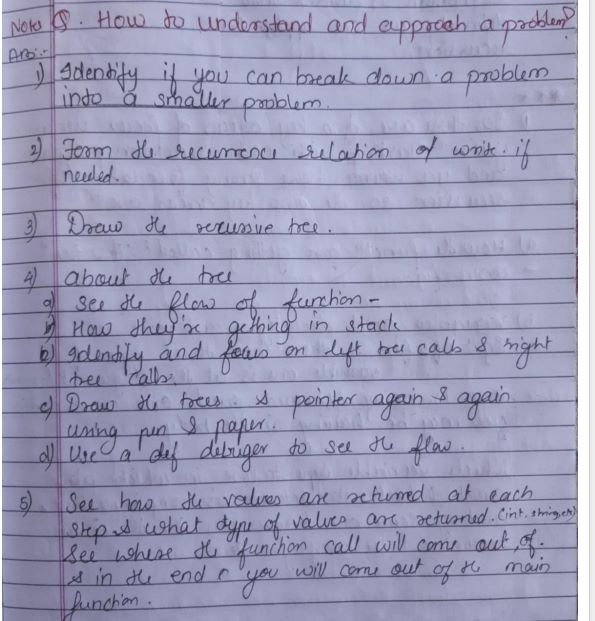 Note Q. How to understand and approach a problem?
Ans:-
1) Identify if you can break down a problem
into a smaller problem.
2) Form the recurrence relation of write if
needed.
3) Draw the recursive tree.
4) about the tree
a) see the flow of function -
b) How they're getting in stack
b) Identify and focus on left tree calls & right
tree calls.
c) Draw the trees & pointer again & again
using pen & paper.
d) Use a debuger to see the flow.
5) See how the values are returned at each
step & what type of values are returned. (int, string, etc)
See where the function call will come out of.
& in the end you will come out of the main
function.